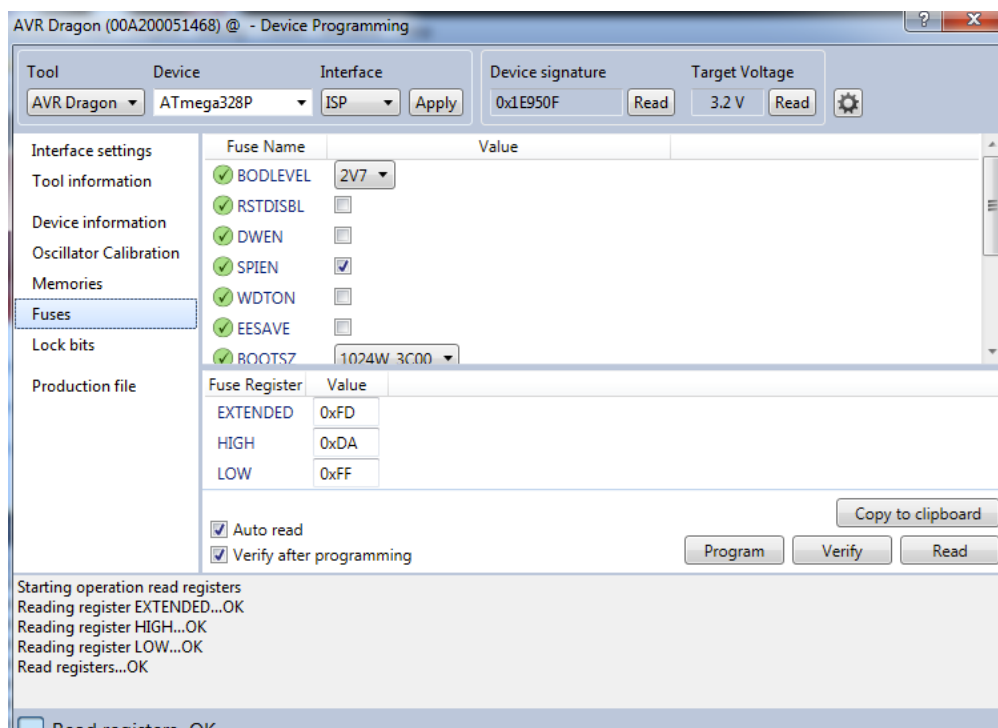 AVR Dragon (00A200051468) @ - Device Programming
Tool Device Interface Device signature Target Voltage
AVR Dragon ATmega328P ISP Apply 0x1E950F Read 3.2 V Read
Interface settings
Tool information
Device information
Oscillator Calibration
Memories
Fuses
Lock bits
Production file
Fuse Name Value
BODLEVEL 2V7
RSTDISBL
DWEN
SPIEN
WDTON
EESAVE
BOOTSZ 1024W_3C00
Fuse Register Value
EXTENDED 0xFD
HIGH 0xDA
LOW 0xFF
Copy to clipboard
Auto read
Verify after programming
Program Verify Read
Starting operation read registers
Reading register EXTENDED...OK
Reading register HIGH...OK
Reading register LOW...OK
Read registers...OK
Read registers...OK